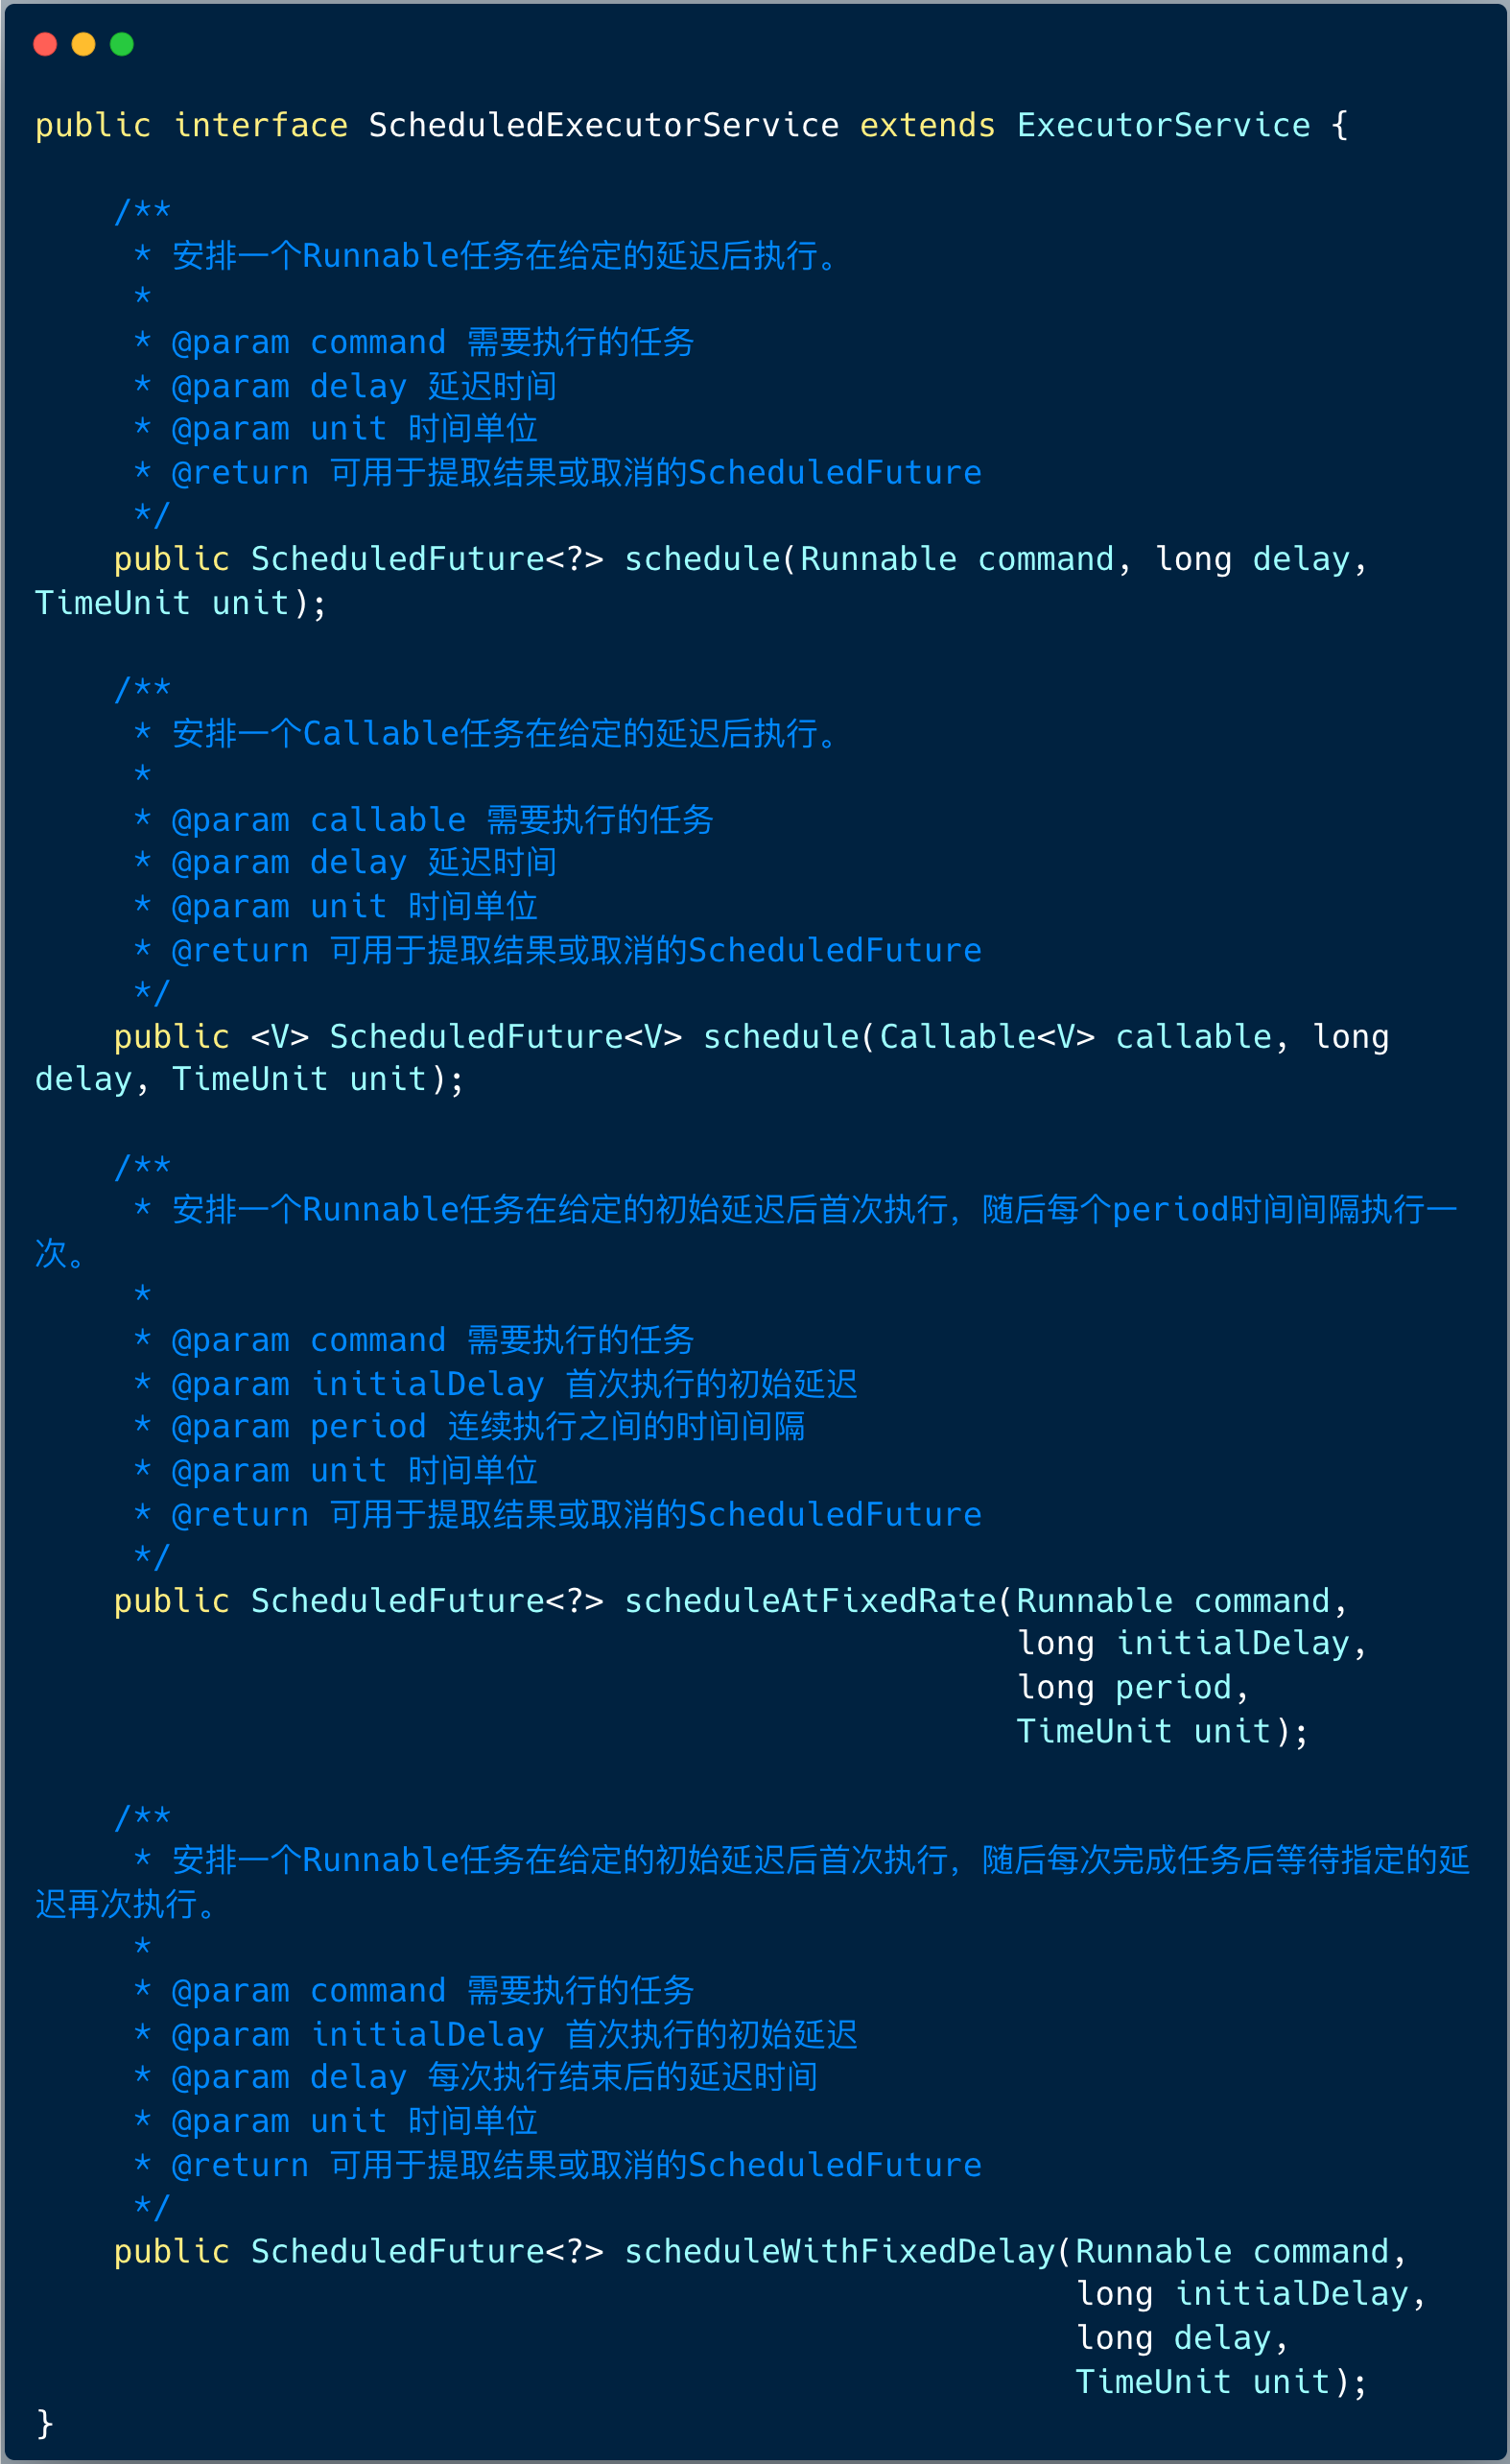 public interface ScheduledExecutorService extends ExecutorService {

    /**
     * 安排一个Runnable任务在给定的延迟后执行。
     *
     * @param command 需要执行的任务
     * @param delay 延迟时间
     * @param unit 时间单位
     * @return 可用于提取结果或取消的ScheduledFuture
     */
    public ScheduledFuture<?> schedule(Runnable command, long delay,
TimeUnit unit);

    /**
     * 安排一个Callable任务在给定的延迟后执行。
     *
     * @param callable 需要执行的任务
     * @param delay 延迟时间
     * @param unit 时间单位
     * @return 可用于提取结果或取消的ScheduledFuture
     */
    public <V> ScheduledFuture<V> schedule(Callable<V> callable, long
delay, TimeUnit unit);

    /**
     * 安排一个Runnable任务在给定的初始延迟后首次执行，随后每个period时间间隔执行一
次。
     *
     * @param command 需要执行的任务
     * @param initialDelay 首次执行的初始延迟
     * @param period 连续执行之间的时间间隔
     * @param unit 时间单位
     * @return 可用于提取结果或取消的ScheduledFuture
     */
    public ScheduledFuture<?> scheduleAtFixedRate(Runnable command,
                                                  long initialDelay,
                                                  long period,
                                                  TimeUnit unit);

    /**
     * 安排一个Runnable任务在给定的初始延迟后首次执行，随后每次完成任务后等待指定的延
迟再次执行。
     *
     * @param command 需要执行的任务
     * @param initialDelay 首次执行的初始延迟
     * @param delay 每次执行结束后的延迟时间
     * @param unit 时间单位
     * @return 可用于提取结果或取消的ScheduledFuture
     */
    public ScheduledFuture<?> scheduleWithFixedDelay(Runnable command,
                                                     long initialDelay,
                                                     long delay,
                                                     TimeUnit unit);
}